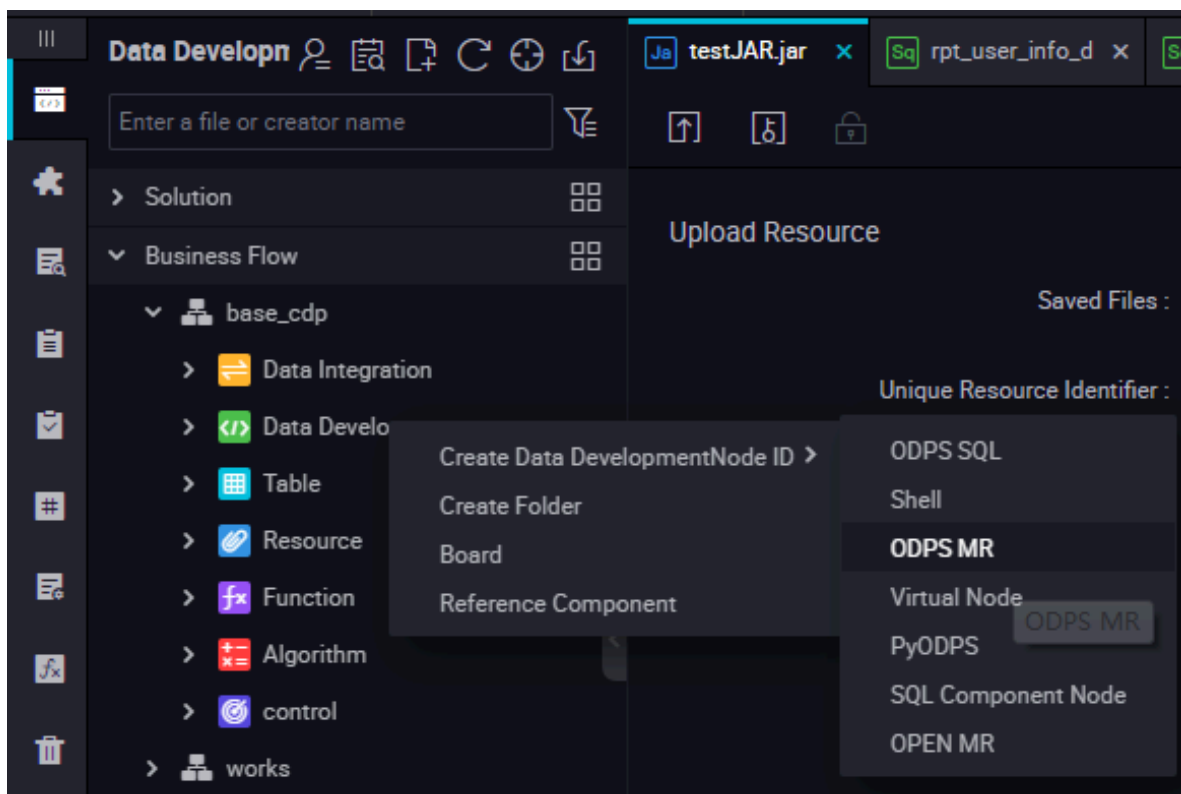 Data Developn
Ja testJAR.jar ×
Sq rpt_user_info_d ×
Enter a file or creator name
Solution
Business Flow
base_cdp
Data Integration
Data Develo
Table
Resource
Function
Algorithm
control
works
Upload Resource
Saved Files :
Unique Resource Identifier :
Create Data DevelopmentNode ID >
Create Folder
Board
Reference Component
ODPS SQL
Shell
ODPS MR
Virtual Node
ODPS MR
PyODPS
SQL Component Node
OPEN MR